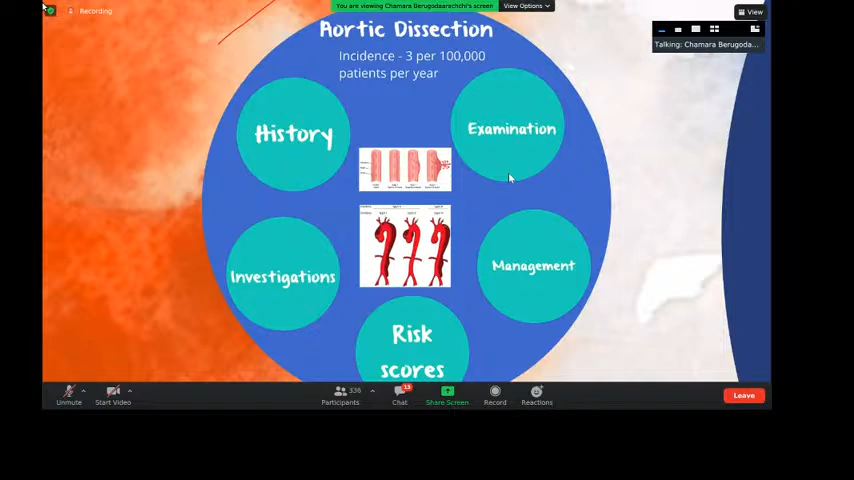 You are viewing Chamara Berugodaarachchi's screen
View Options
Recording
View
Talking: Chamara Berugoda...
Aortic Dissection
Incidence - 3 per 100,000
patients per year
History
Examination
Investigations
Management
Risk
scores
Unmute
Start Video
336
Participants
33
Chat
Share Screen
Record
Reactions
Leave